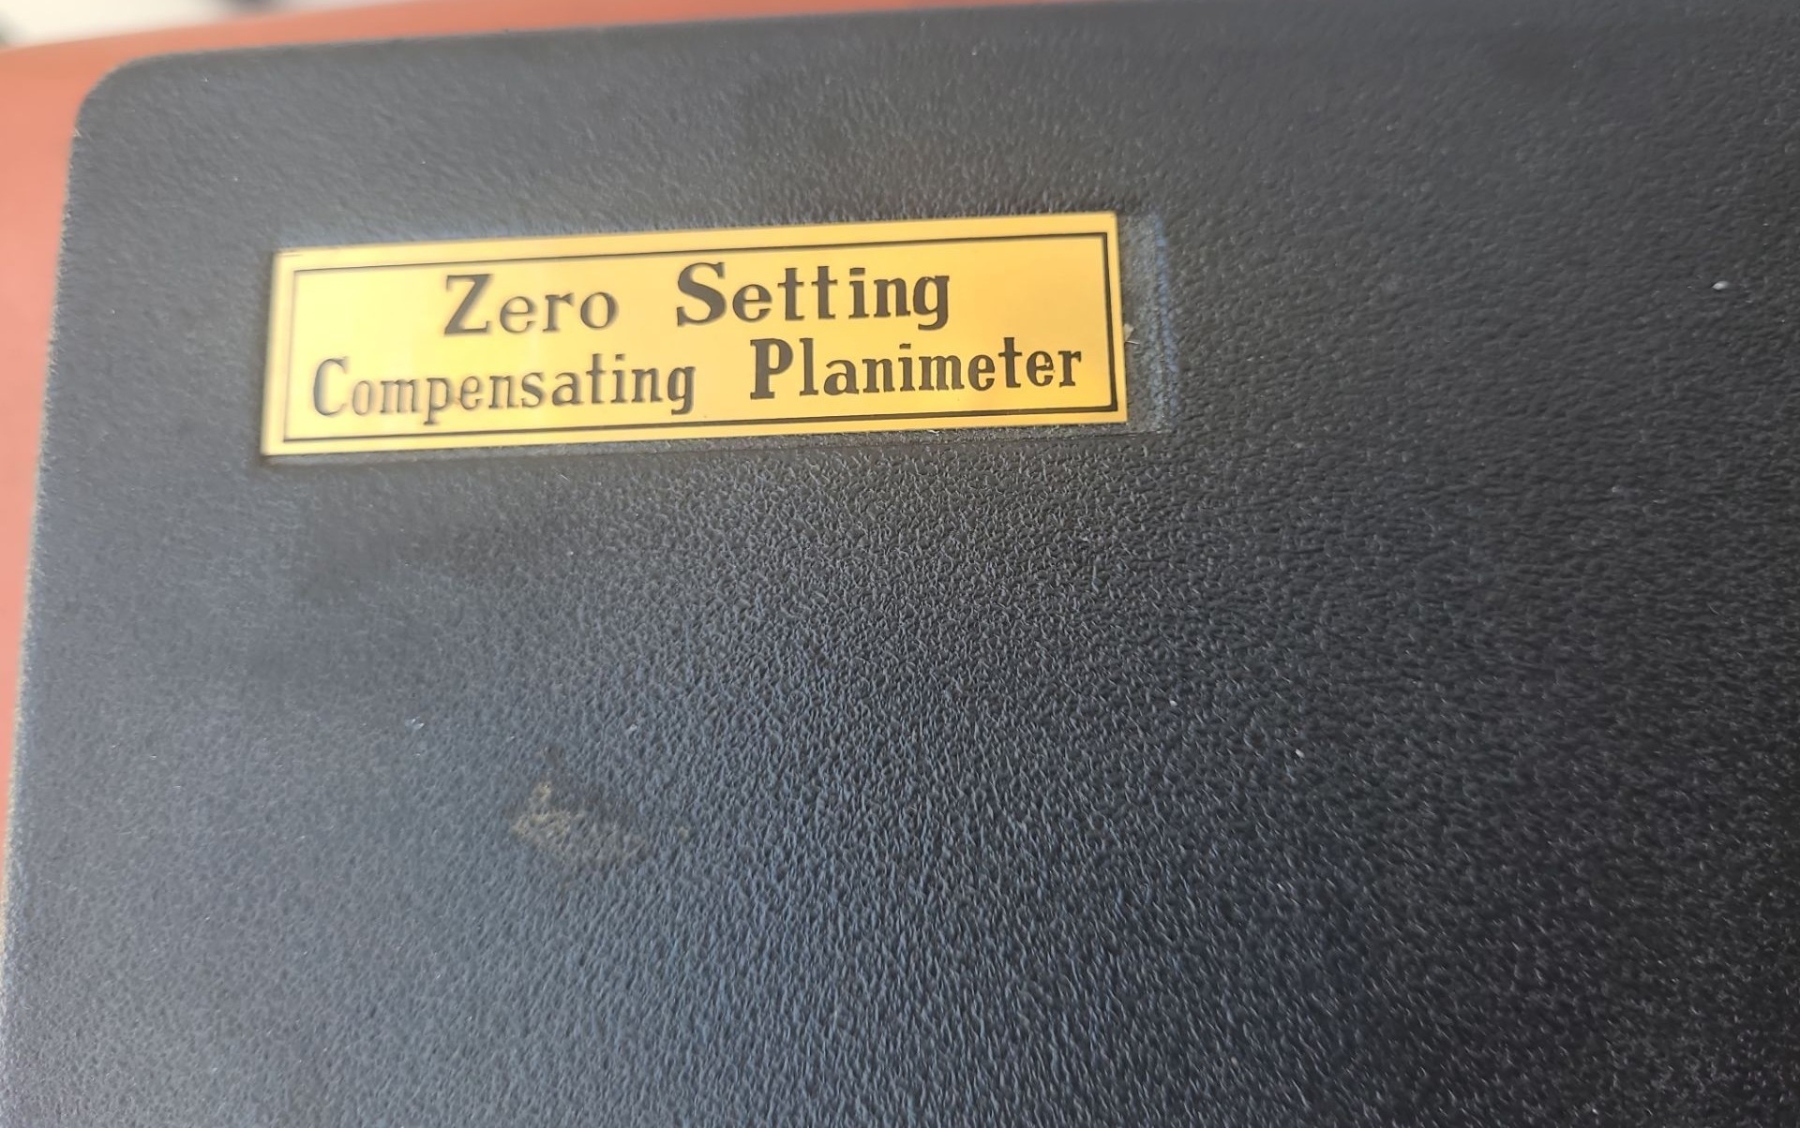 Zero Setting
Compensating Planimeter